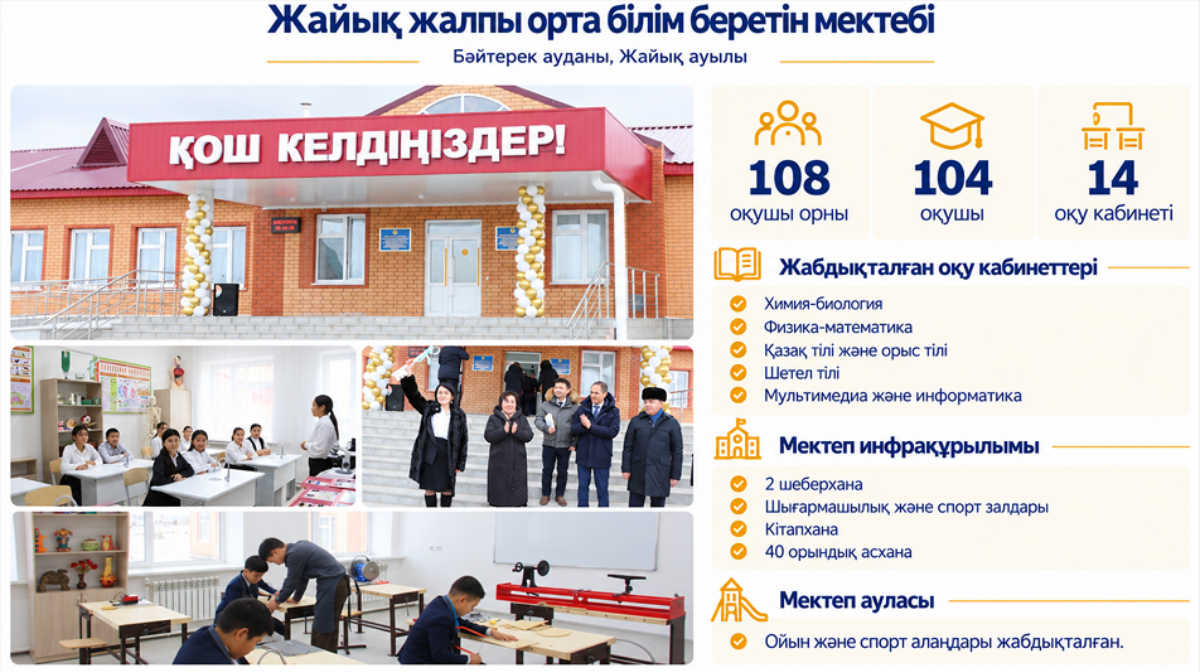 Жайық жалпы орта білім беретін мектебі
Бәйтерек ауданы, Жайық ауылы
ҚОШ КЕЛДІҢІЗДЕР!
108
оқушы орны
104
оқушы
14
оқу кабинеті
Жабдықталған оқу кабинеттері
Химия-биология
Физика-математика
Қазақ тілі және орыс тілі
Шетел тілі
Мультимедиа және информатика
Мектеп инфрақұрылымы
2 шеберхана
Шығармашылық және спорт залдары
Кітапхана
40 орындық асхана
Мектеп ауласы
Ойын және спорт алаңдары жабдықталған.